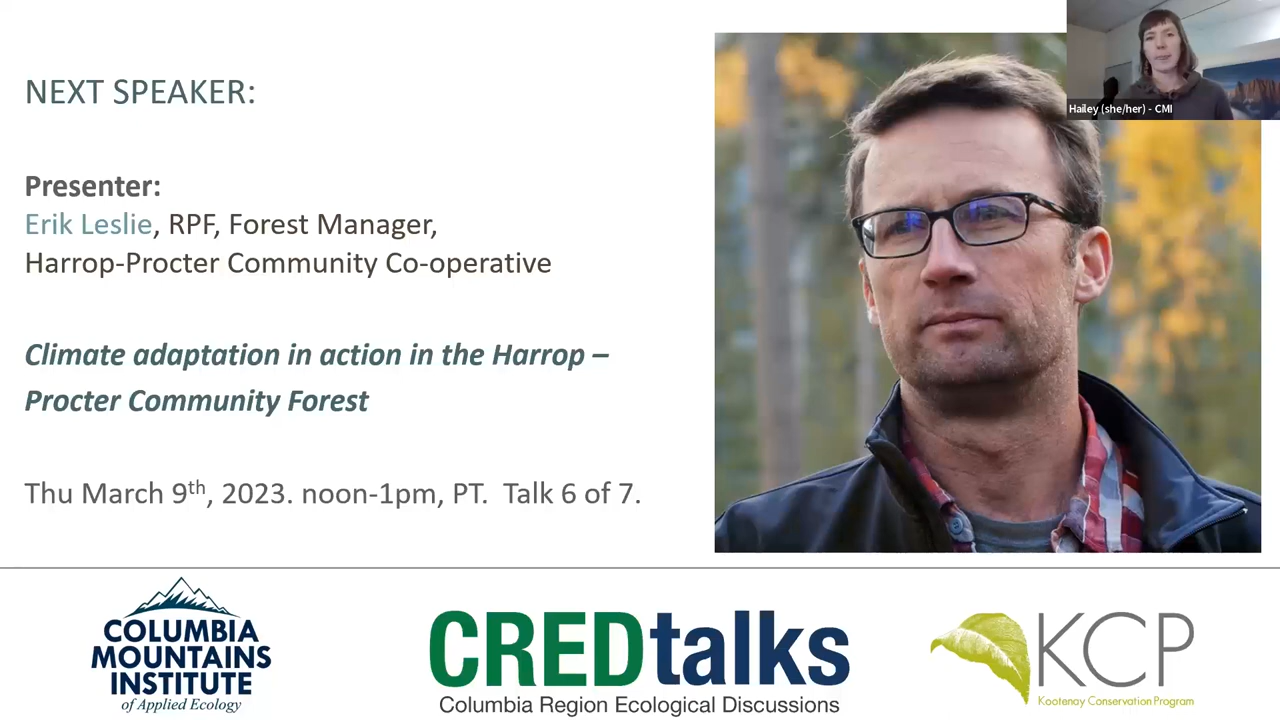 NEXT SPEAKER:
Hailey (she/her) - CMI
Presenter:
Erik Leslie, RPF, Forest Manager,
Harrop-Procter Community Co-operative
Climate adaptation in action in the Harrop –
Procter Community Forest
Thu March 9th, 2023. noon-1pm, PT. Talk 6 of 7.
COLUMBIA
MOUNTAINS
INSTITUTE
of Applied Ecology
CREDtalks
Columbia Region Ecological Discussions
KCP
Kootenay Conservation Program